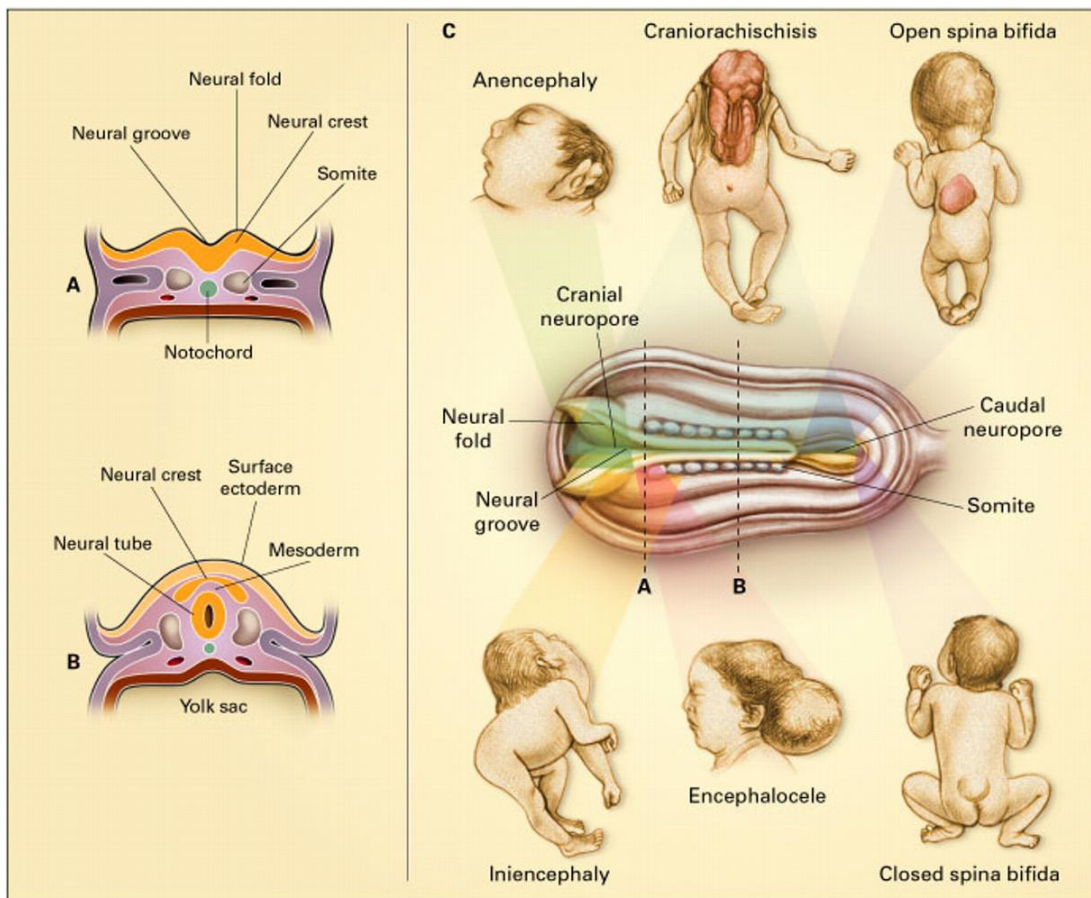 Neural fold
Neural groove
Neural crest
Somite
A
Notochord
Neural crest
Surface
ectoderm
Neural tube
Mesoderm
B
Yolk sac
C
Craniorachischisis
Open spina bifida
Anencephaly
Cranial
neuropore
Neural
fold
Caudal
neuropore
Neural
groove
Somite
A
B
Encephalocele
Iniencephaly
Closed spina bifida